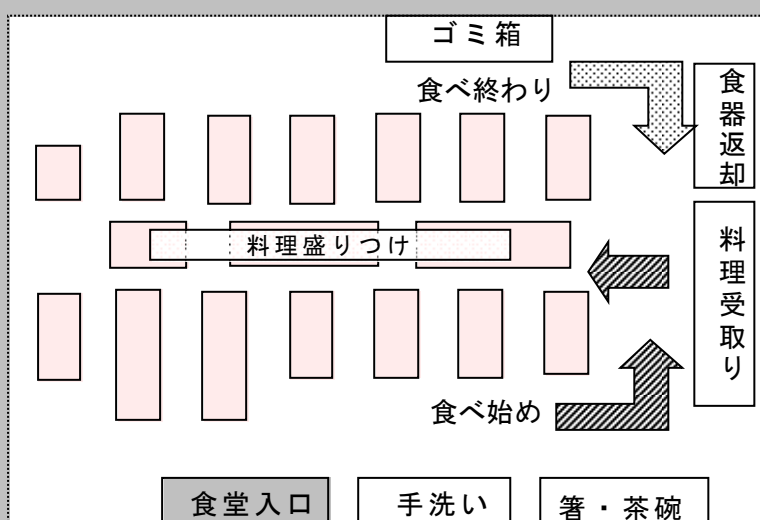 ゴミ箱
食べ終わり
食器返却
料理盛りつけ
料理受取り
食べ始め
食堂入口
手洗い
箸・茶碗